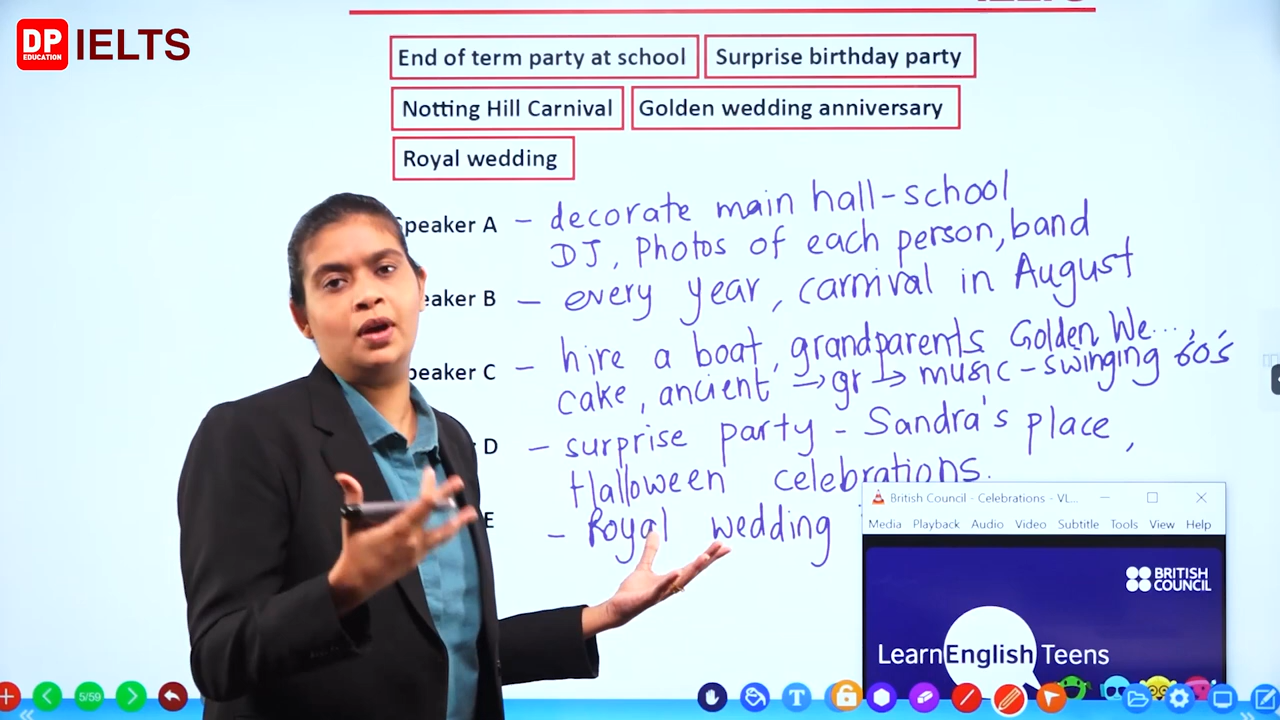 DP
EDUCATION
IELTS
End of term party at school
Surprise birthday party
Notting Hill Carnival
Golden wedding anniversary
Royal wedding
Speaker A – decorate main hall – school
DJ, Photos of each person, band
eaker B – every year, carnival in August
peaker C – hire a boat, grandparents Golden We...,
cake, ancient → gr → music – swinging 60's
D – surprise party – Sandra's place,
Halloween celebrations.
E – Royal wedding
British Council - Celebrations - VL...
Media Playback Audio Video Subtitle Tools View Help
BRITISH
COUNCIL
LearnEnglish Teens
5/59